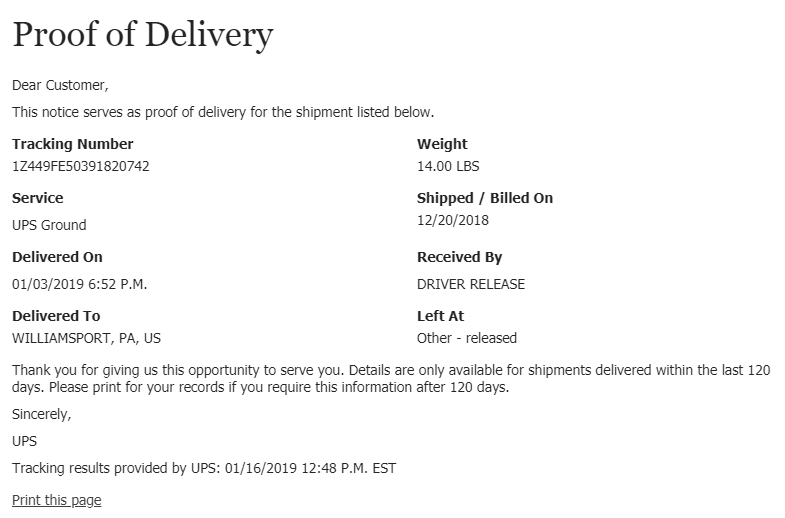 Proof of Delivery
Dear Customer,
This notice serves as proof of delivery for the shipment listed below.
Tracking Number
1Z449FE50391820742
Weight
14.00 LBS
Service
UPS Ground
Shipped / Billed On
12/20/2018
Delivered On
01/03/2019 6:52 P.M.
Received By
DRIVER RELEASE
Delivered To
WILLIAMSPORT, PA, US
Left At
Other - released
Thank you for giving us this opportunity to serve you. Details are only available for shipments delivered within the last 120
days. Please print for your records if you require this information after 120 days.
Sincerely,
UPS
Tracking results provided by UPS: 01/16/2019 12:48 P.M. EST
Print this page